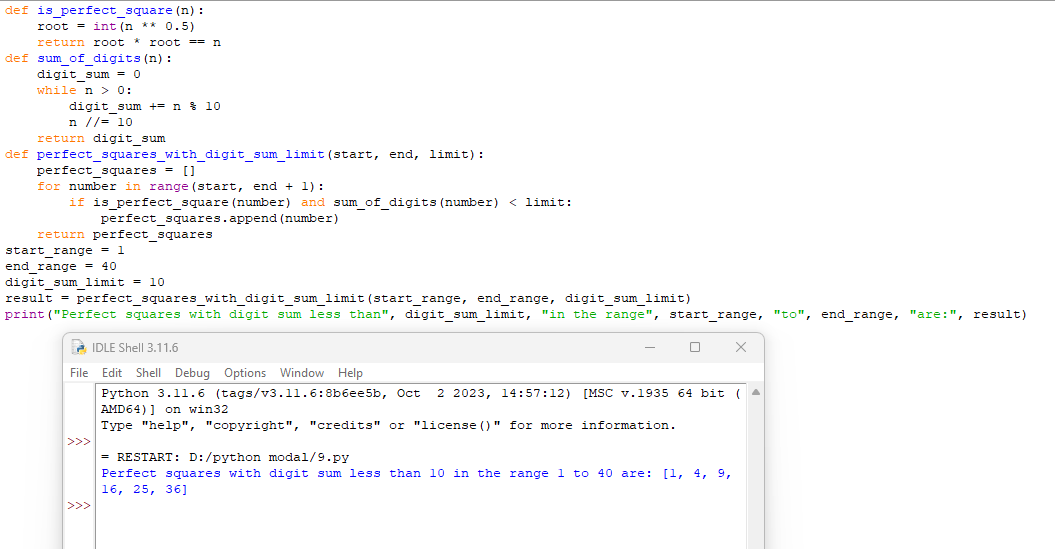 def is_perfect_square(n):
    root = int(n ** 0.5)
    return root * root == n
def sum_of_digits(n):
    digit_sum = 0
    while n > 0:
        digit_sum += n % 10
        n //= 10
    return digit_sum
def perfect_squares_with_digit_sum_limit(start, end, limit):
    perfect_squares = []
    for number in range(start, end + 1):
        if is_perfect_square(number) and sum_of_digits(number) < limit:
            perfect_squares.append(number)
    return perfect_squares
start_range = 1
end_range = 40
digit_sum_limit = 10
result = perfect_squares_with_digit_sum_limit(start_range, end_range, digit_sum_limit)
print("Perfect squares with digit sum less than", digit_sum_limit, "in the range", start_range, "to", end_range, "are:", result)
IDLE Shell 3.11.6
File Edit Shell Debug Options Window Help
Python 3.11.6 (tags/v3.11.6:8b6ee5b, Oct  2 2023, 14:57:12) [MSC v.1935 64 bit (
AMD64)] on win32
Type "help", "copyright", "credits" or "license()" for more information.
>>>
= RESTART: D:/python modal/9.py
Perfect squares with digit sum less than 10 in the range 1 to 40 are: [1, 4, 9,
16, 25, 36]
>>>